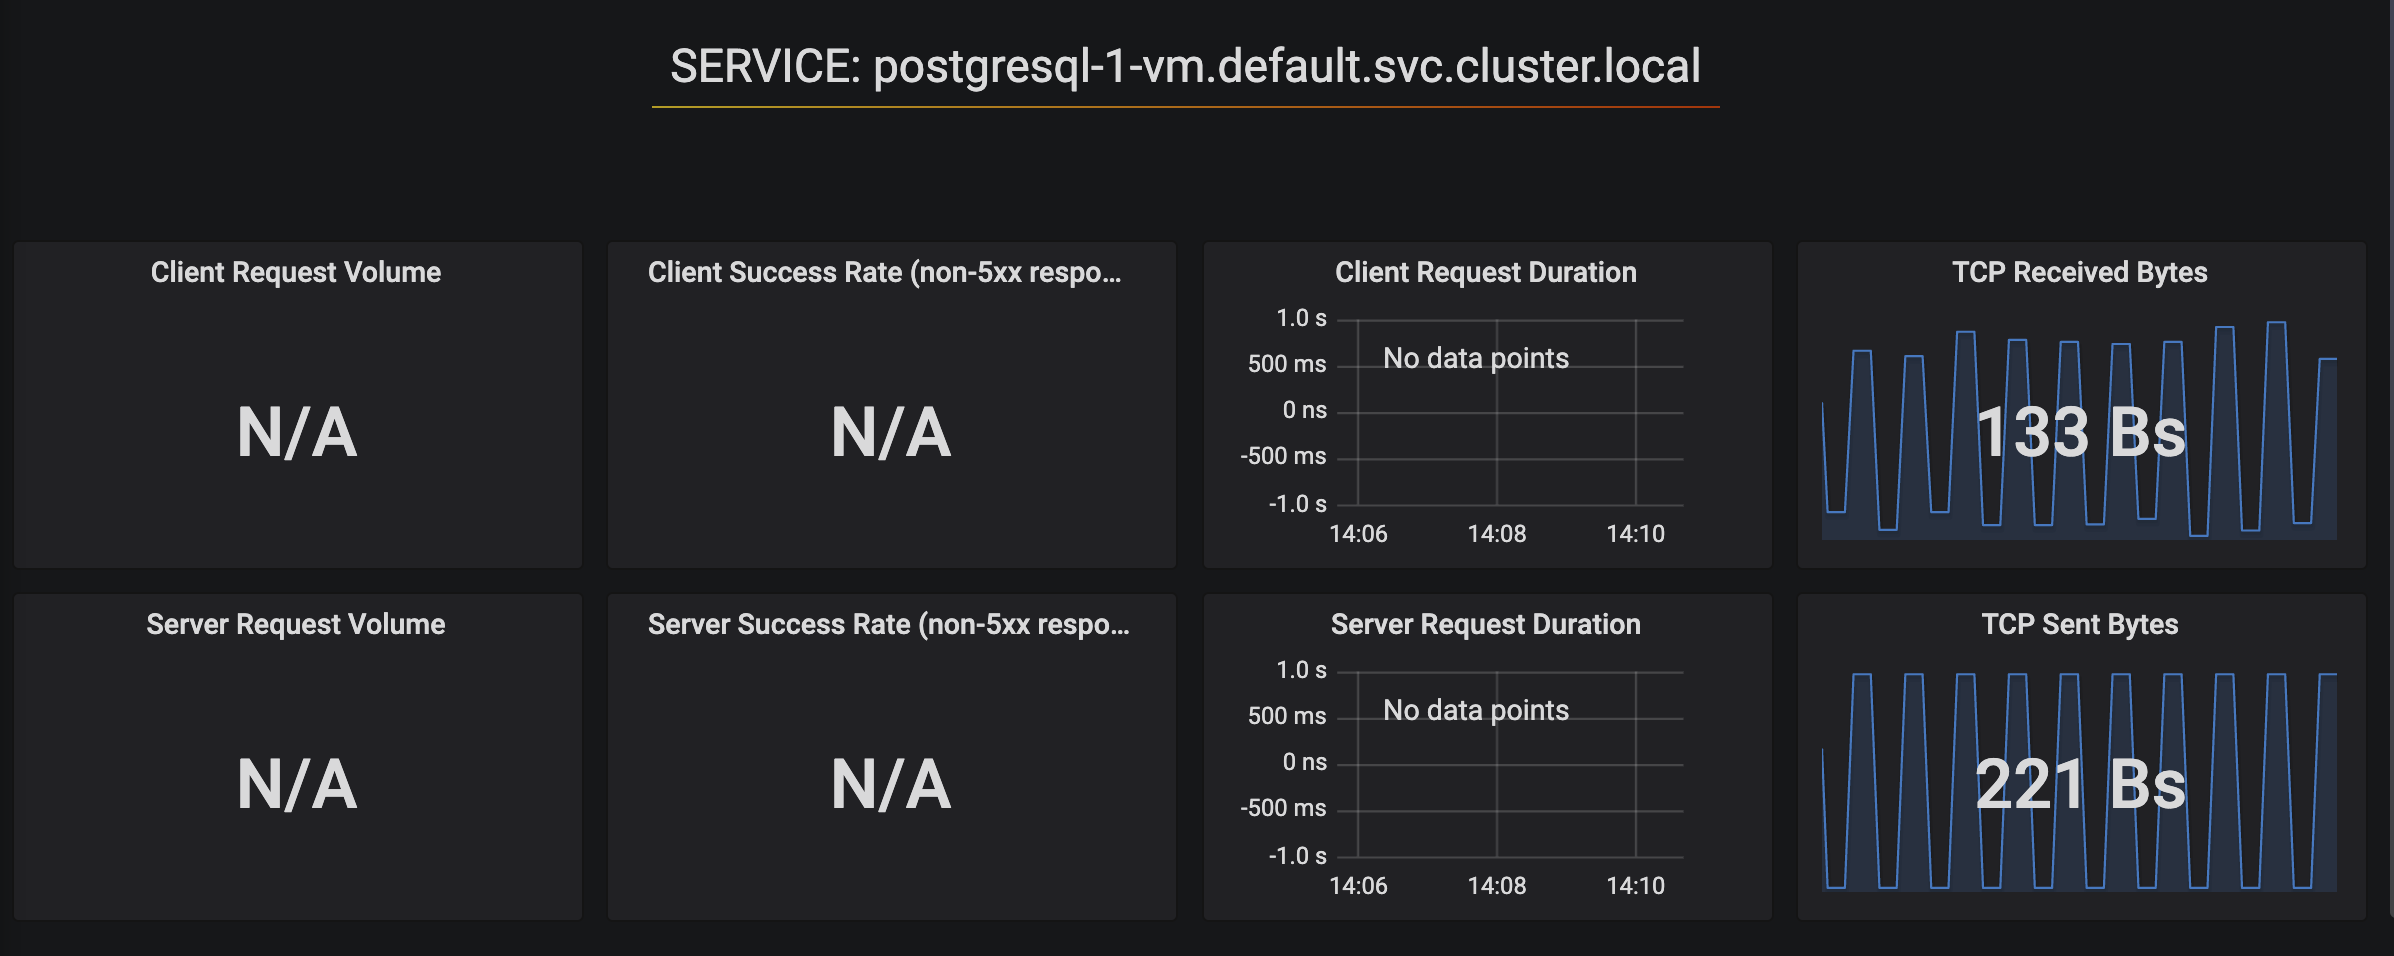 SERVICE: postgresql-1-vm.default.svc.cluster.local
Client Request Volume
N/A
Client Success Rate (non-5xx respo...
N/A
Client Request Duration
1.0 s
500 ms
0 ns
-500 ms
-1.0 s
No data points
14:06 14:08 14:10
TCP Received Bytes
133 Bs
Server Request Volume
N/A
Server Success Rate (non-5xx respo...
N/A
Server Request Duration
1.0 s
500 ms
0 ns
-500 ms
-1.0 s
No data points
14:06 14:08 14:10
TCP Sent Bytes
221 Bs